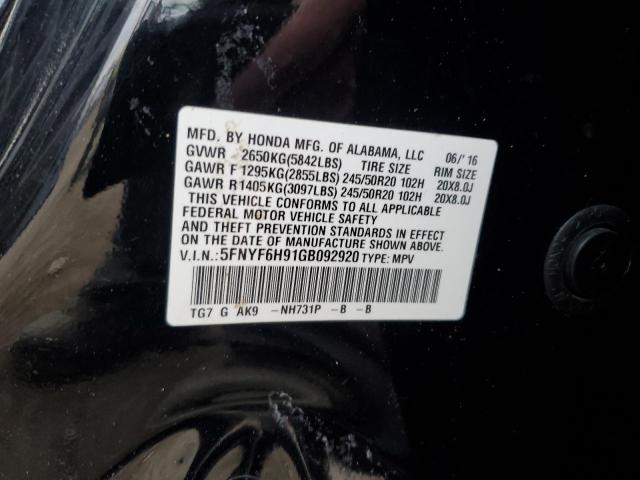 MFD. BY HONDA MFG. OF ALABAMA, LLC 06/'16
GVWR 2650KG(5842LBS) TIRE SIZE RIM SIZE
GAWR F 1295KG(2855LBS) 245/50R20 102H 20X8.0J
GAWR R1405KG(3097LBS) 245/50R20 102H 20X8.0J
THIS VEHICLE CONFORMS TO ALL APPLICABLE
FEDERAL MOTOR VEHICLE SAFETY
AND THEFT PREVENTION STANDARDS IN EFFECT
ON THE DATE OF MANUFACTURE SHOWN ABOVE.
V.I.N.: 5FNYF6H91GB092920 TYPE: MPV
TG7 G AK9 -NH731P -B -B